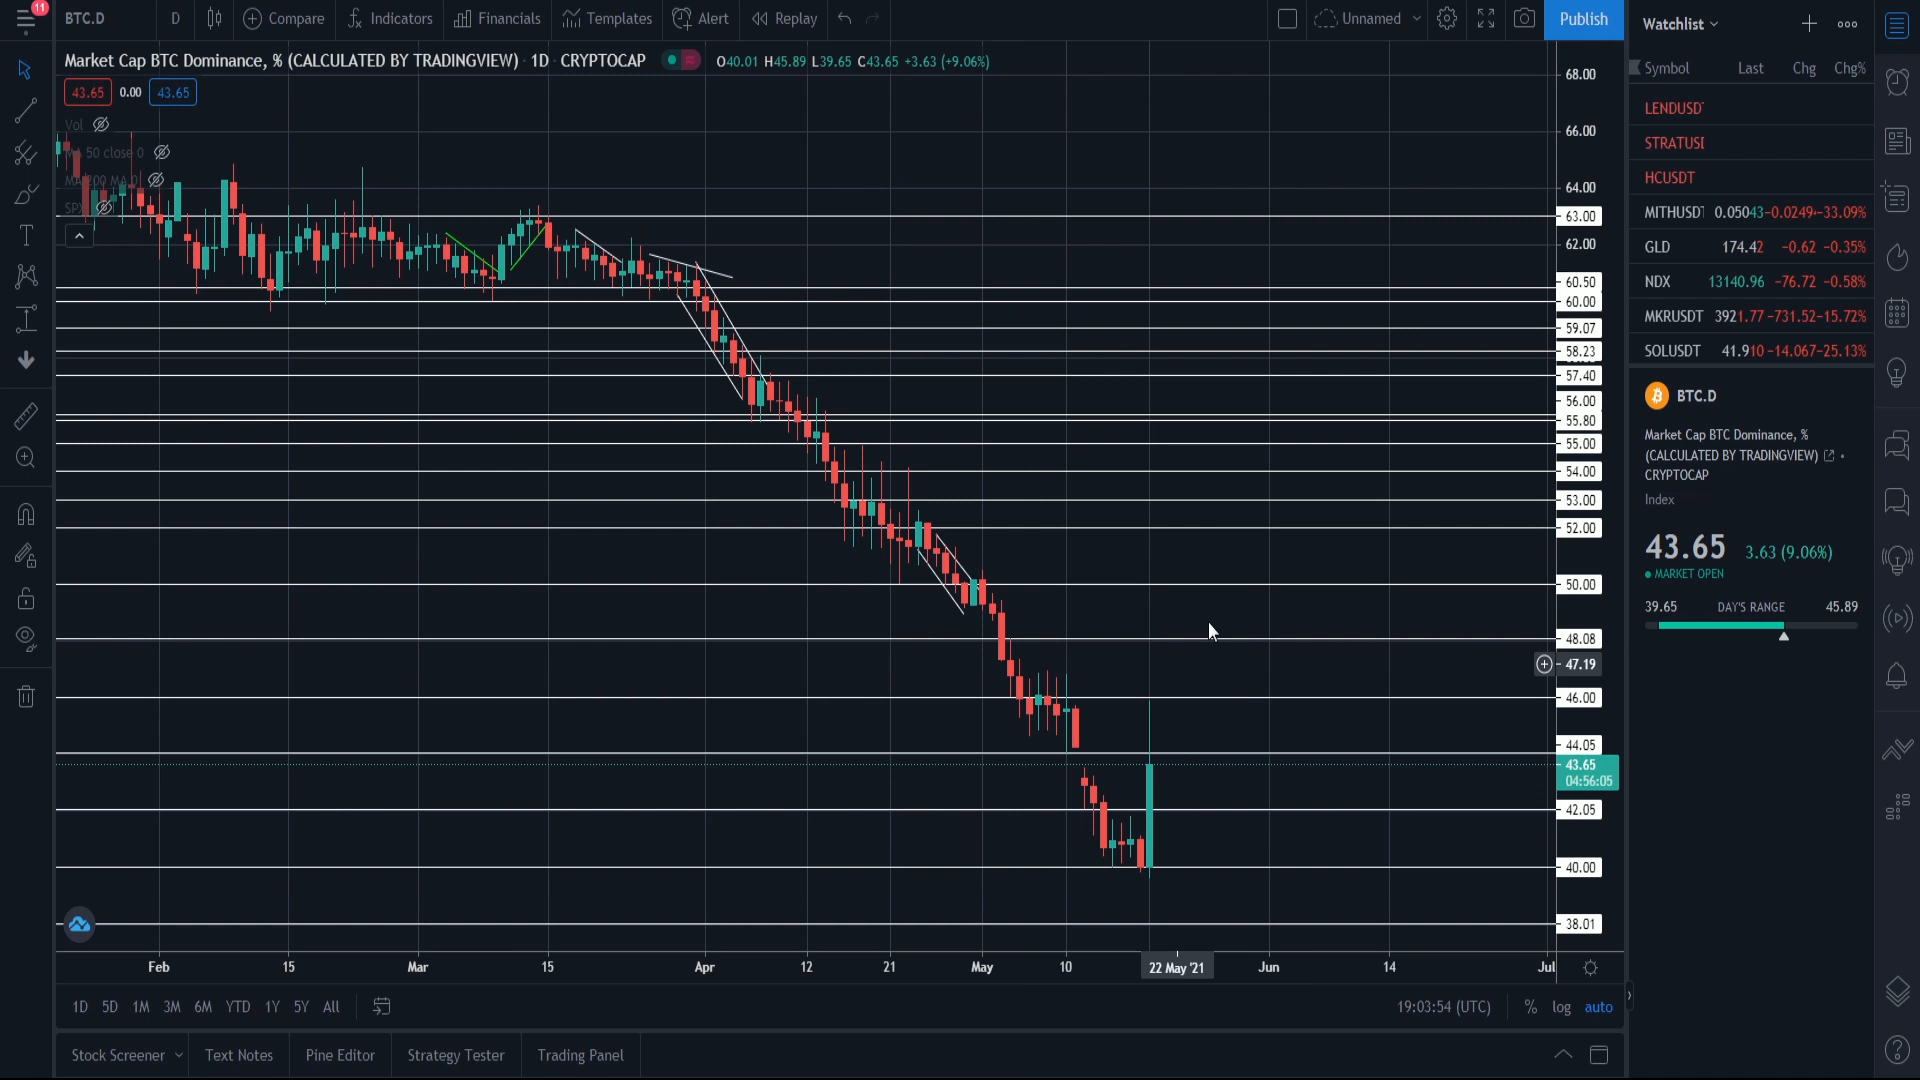 11
BTC.D
D
Compare
Indicators
Financials
Templates
Alert
Replay
Unnamed
Publish
Market Cap BTC Dominance, % (CALCULATED BY TRADINGVIEW) · 1D · CRYPTOCAP
O40.01 H45.89 L39.65 C43.65 +3.63 (+9.06%)
43.65 0.00 43.65
Vol
MA 50 close 0
MA 200 MA 0
SPX
68.00
66.00
64.00
63.00
62.00
60.50
60.00
59.07
58.23
57.40
56.00
55.80
55.00
54.00
53.00
52.00
50.00
48.08
47.19
46.00
44.05
43.65
04:56:05
42.05
40.00
38.01
Feb 15 Mar 15 Apr 12 21 May 10 22 May '21 Jun 14 Jul
1D 5D 1M 3M 6M YTD 1Y 5Y All
19:03:54 (UTC) % log auto
Stock Screener Text Notes Pine Editor Strategy Tester Trading Panel
Watchlist
Symbol Last Chg Chg%
LENDUSD
STRATUSI
HCUSDT
MITHUSDT 0.05043 -0.0249 -33.09%
GLD 174.42 -0.62 -0.35%
NDX 13140.96 -76.72 -0.58%
MKRUSDT 3921.77 -731.52 -15.72%
SOLUSDT 41.910 -14.067 -25.13%
BTC.D
Market Cap BTC Dominance, %
(CALCULATED BY TRADINGVIEW) •
CRYPTOCAP
Index
43.65 3.63 (9.06%)
MARKET OPEN
39.65 DAY'S RANGE 45.89